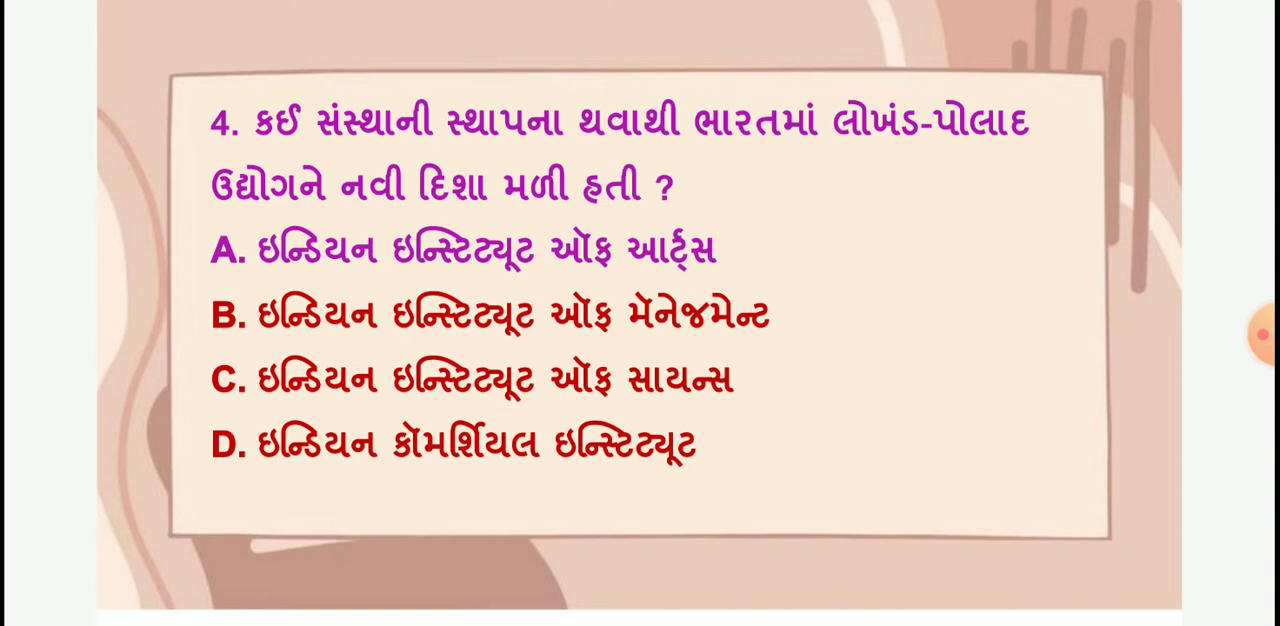 4. કઈ સંસ્થાની સ્થાપના થવાથી ભારતમાં લોખંડ-પોલાદ
ઉદ્યોગને નવી દિશા મળી હતી ?
A. ઇન્ડિયન ઇન્સ્ટિટ્યૂટ ઑફ આર્ટ્સ
B. ઇન્ડિયન ઇન્સ્ટિટ્યૂટ ઑફ મૅનેજમેન્ટ
C. ઇન્ડિયન ઇન્સ્ટિટ્યૂટ ઑફ સાયન્સ
D. ઇન્ડિયન કૉમર્શિયલ ઇન્સ્ટિટ્યૂટ